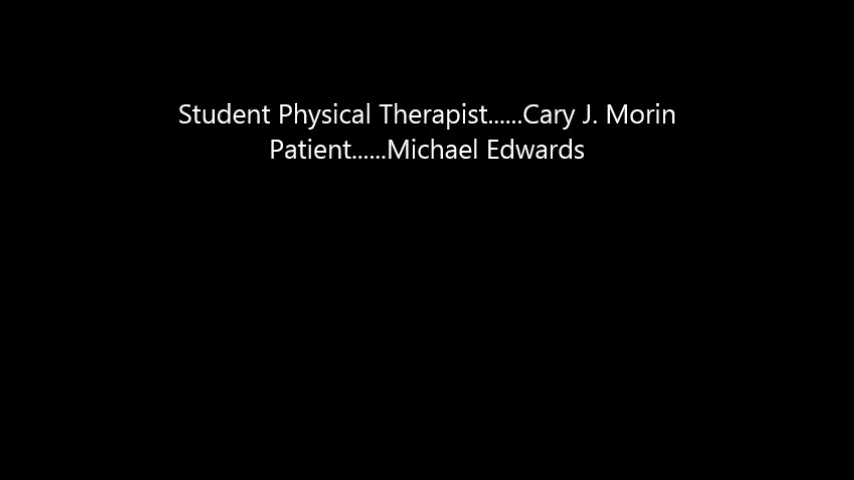 Student Physical Therapist......Cary J. Morin
Patient......Michael Edwards